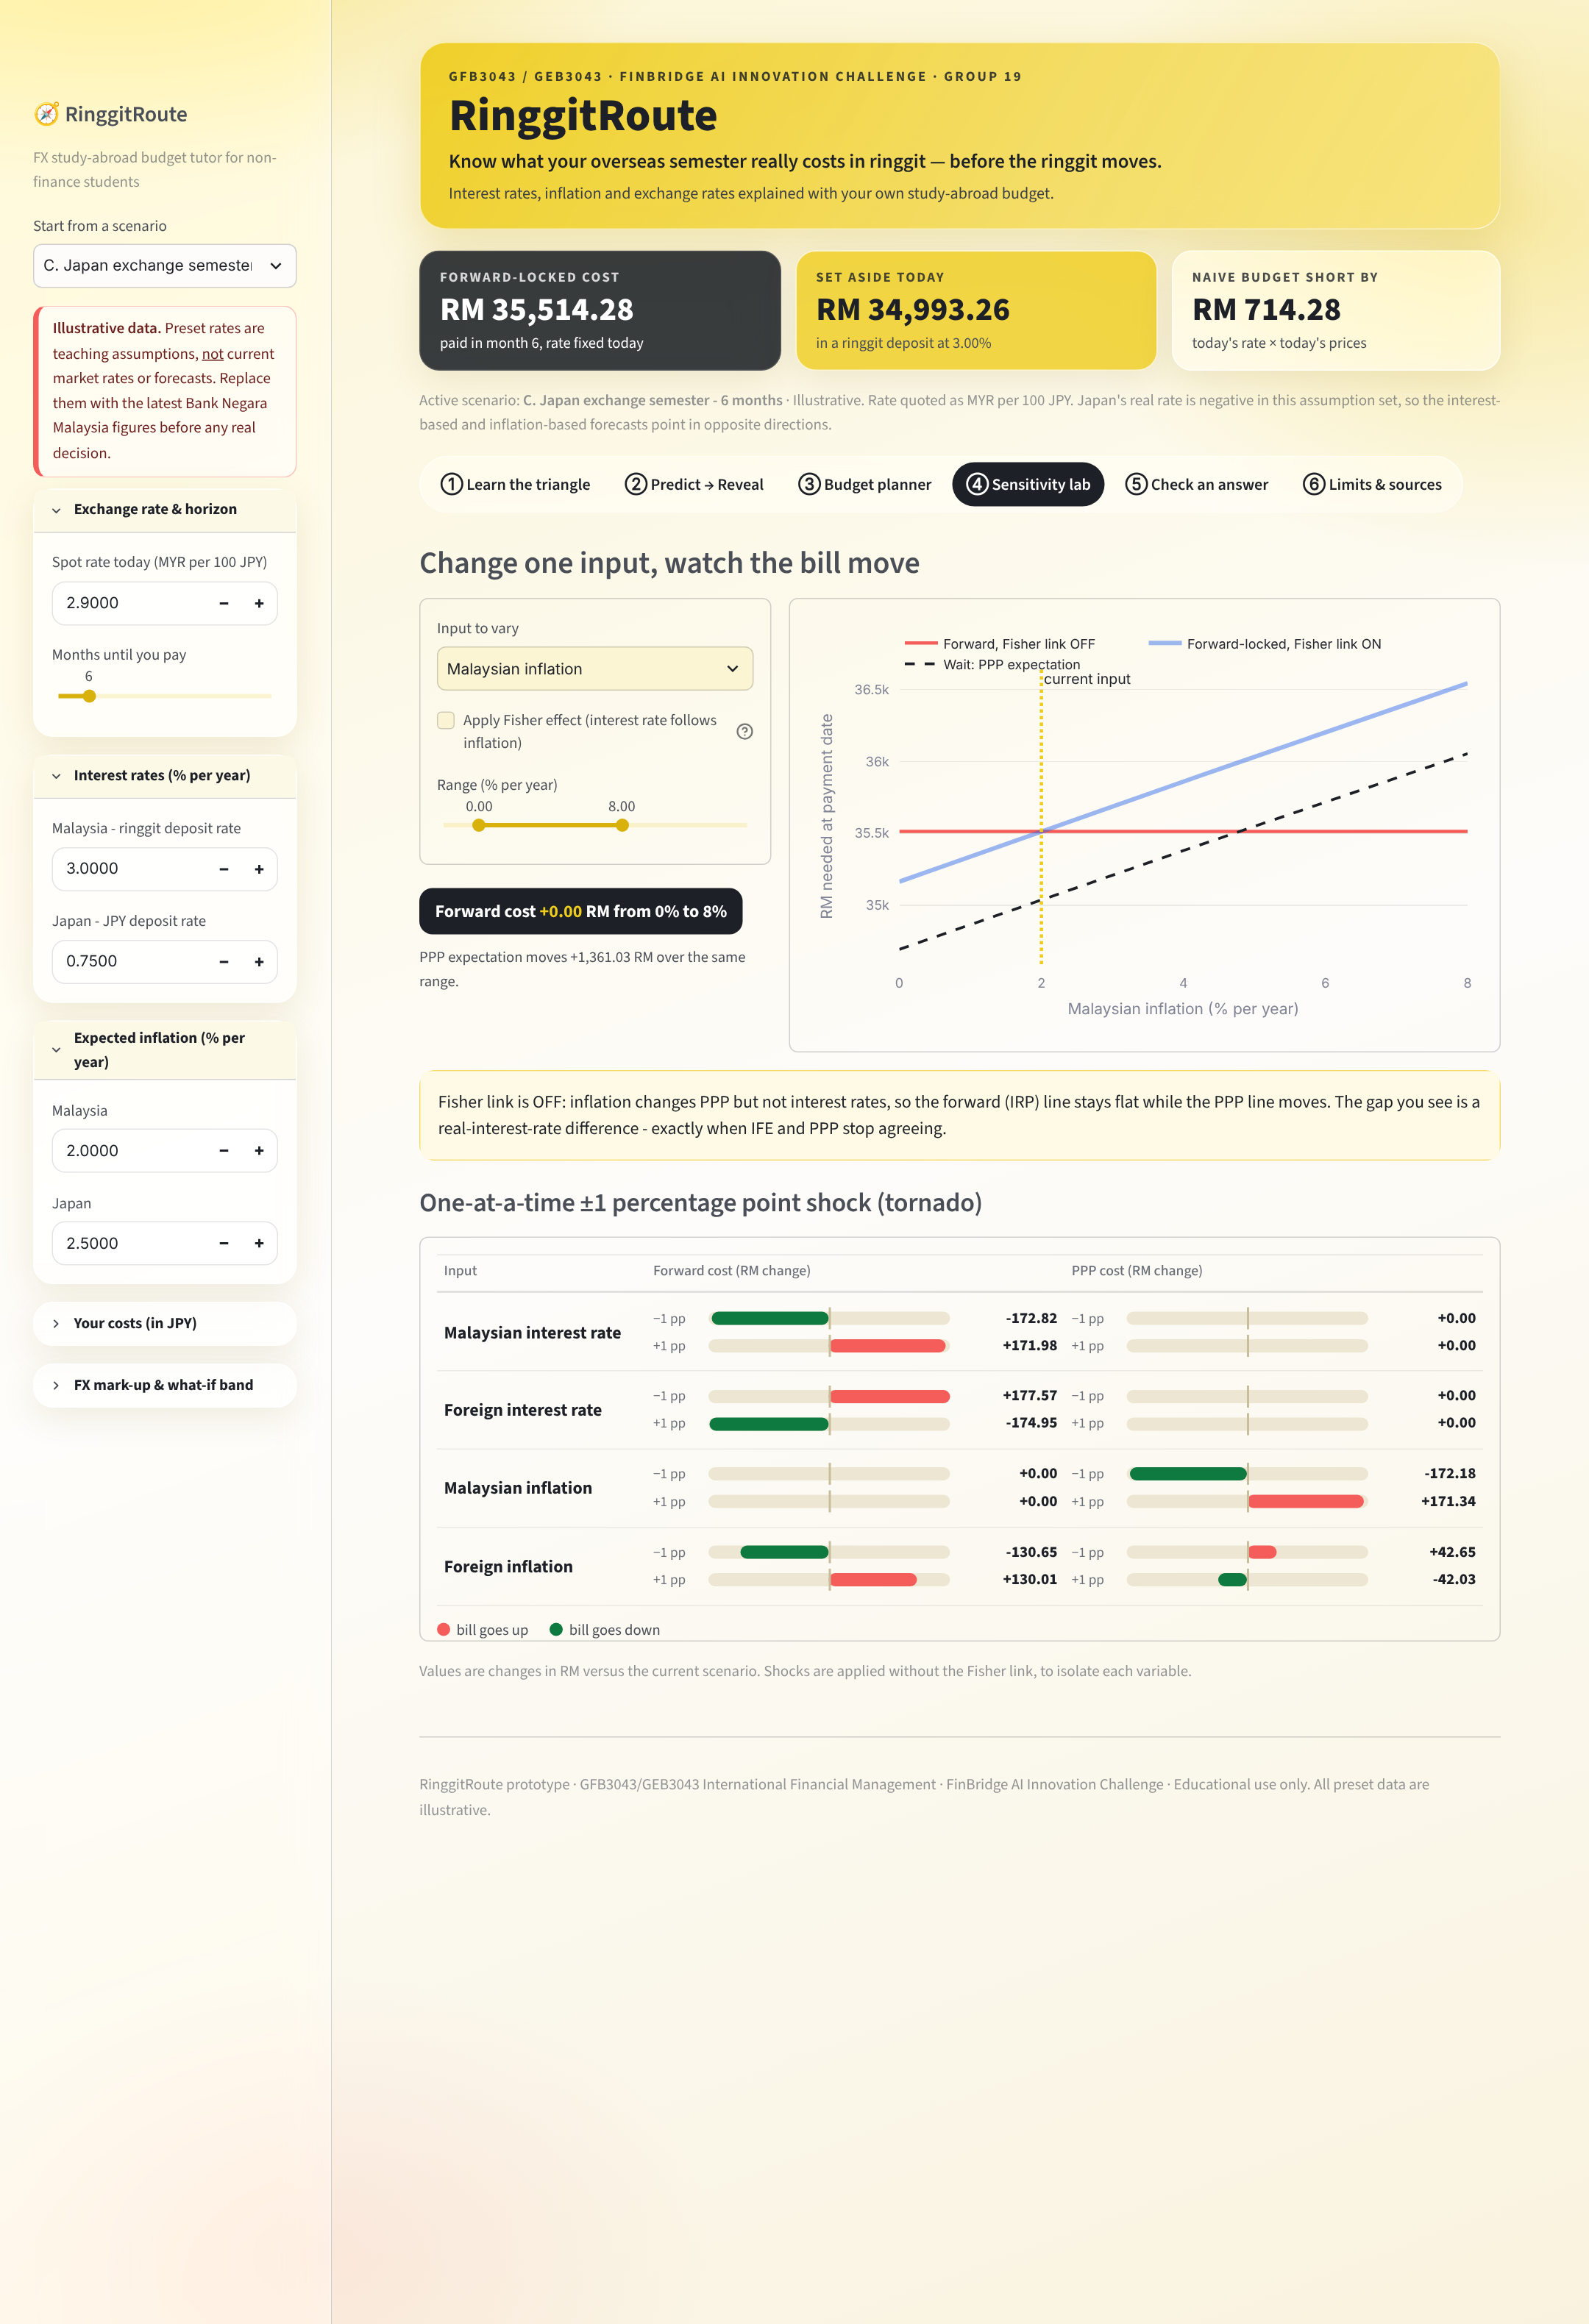 🧭 RinggitRoute
FX study-abroad budget tutor for non-
finance students
Start from a scenario
C. Japan exchange semester
Illustrative data. Preset rates are
teaching assumptions, not current
market rates or forecasts. Replace
them with the latest Bank Negara
Malaysia figures before any real
decision.
Exchange rate & horizon
Spot rate today (MYR per 100 JPY)
2.9000 − +
Months until you pay
6
Interest rates (% per year)
Malaysia - ringgit deposit rate
3.0000 − +
Japan - JPY deposit rate
0.7500 − +
Expected inflation (% per
year)
Malaysia
2.0000 − +
Japan
2.5000 − +
Your costs (in JPY)
FX mark-up & what-if band
GFB3043 / GEB3043 · FINBRIDGE AI INNOVATION CHALLENGE · GROUP 19
RinggitRoute
Know what your overseas semester really costs in ringgit — before the ringgit moves.
Interest rates, inflation and exchange rates explained with your own study-abroad budget.
FORWARD-LOCKED COST
RM 35,514.28
paid in month 6, rate fixed today
SET ASIDE TODAY
RM 34,993.26
in a ringgit deposit at 3.00%
NAIVE BUDGET SHORT BY
RM 714.28
today's rate × today's prices
Active scenario: C. Japan exchange semester - 6 months · Illustrative. Rate quoted as MYR per 100 JPY. Japan's real rate is negative in this assumption set, so the interest-
based and inflation-based forecasts point in opposite directions.
① Learn the triangle ② Predict → Reveal ③ Budget planner ④ Sensitivity lab ⑤ Check an answer ⑥ Limits & sources
Change one input, watch the bill move
Input to vary
Malaysian inflation
Apply Fisher effect (interest rate follows
inflation)
Range (% per year)
0.00 8.00
Forward cost +0.00 RM from 0% to 8%
PPP expectation moves +1,361.03 RM over the same
range.
Forward, Fisher link OFF Forward-locked, Fisher link ON
Wait: PPP expectation
current input
RM needed at payment date
36.5k
36k
35.5k
35k
0 2 4 6 8
Malaysian inflation (% per year)
Fisher link is OFF: inflation changes PPP but not interest rates, so the forward (IRP) line stays flat while the PPP line moves. The gap you see is a
real-interest-rate difference - exactly when IFE and PPP stop agreeing.
One-at-a-time ±1 percentage point shock (tornado)
Input Forward cost (RM change) PPP cost (RM change)
Malaysian interest rate
−1 pp -172.82 −1 pp +0.00
+1 pp +171.98 +1 pp +0.00
Foreign interest rate
−1 pp +177.57 −1 pp +0.00
+1 pp -174.95 +1 pp +0.00
Malaysian inflation
−1 pp +0.00 −1 pp -172.18
+1 pp +0.00 +1 pp +171.34
Foreign inflation
−1 pp -130.65 −1 pp +42.65
+1 pp +130.01 +1 pp -42.03
bill goes up bill goes down
Values are changes in RM versus the current scenario. Shocks are applied without the Fisher link, to isolate each variable.
RinggitRoute prototype · GFB3043/GEB3043 International Financial Management · FinBridge AI Innovation Challenge · Educational use only. All preset data are
illustrative.